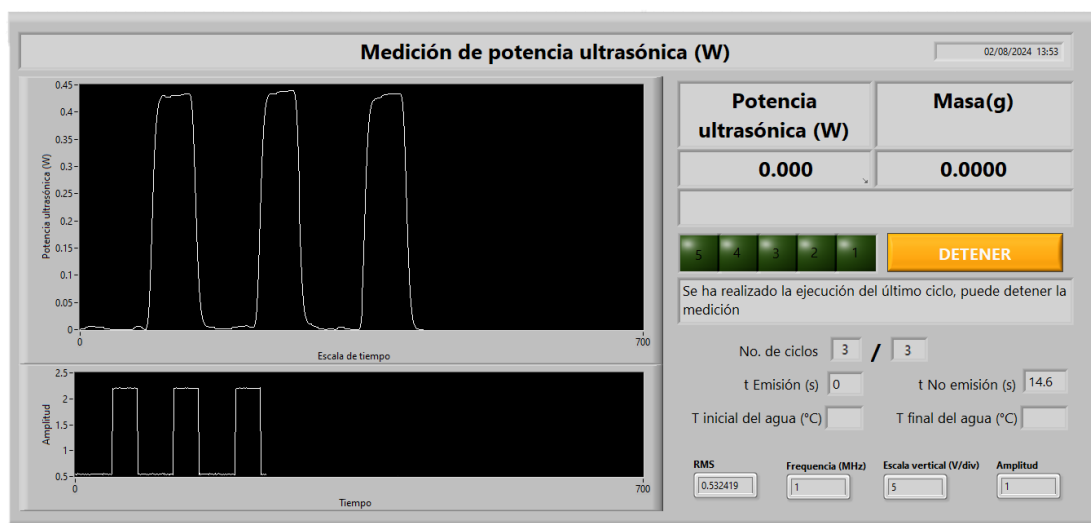 Medición de potencia ultrasónica (W)
02/08/2024 13:53
0.45
0.4
0.35
0.3
0.25
0.2
0.15
0.1
0.05
0
Potencia ultrasónica (W)
0
700
Escala de tiempo
2.5
2
1.5
1
0.5
Amplitud
0
700
Tiempo
Potencia
ultrasónica (W)
Masa(g)
0.000
0.0000
5 4 3 2 1
DETENER
Se ha realizado la ejecución del último ciclo, puede detener la
medición
No. de ciclos 3 / 3
t Emisión (s) 0
t No emisión (s) 14.6
T inicial del agua (°C)
T final del agua (°C)
RMS
Frequencia (MHz)
Escala vertical (V/div)
Amplitud
0.532419
1
5
1